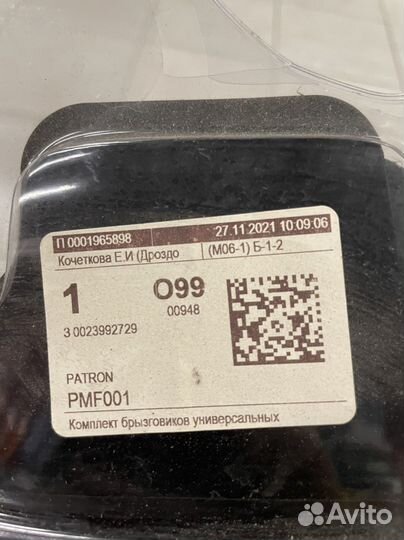 П 0001965898 27.11.2021 10:09:06
Кочеткова Е.И (Дроздо (М06-1) Б-1-2
1 О99
00948
З 0023992729
PATRON
PMF001
Комплект брызговиков универсальных
Avito